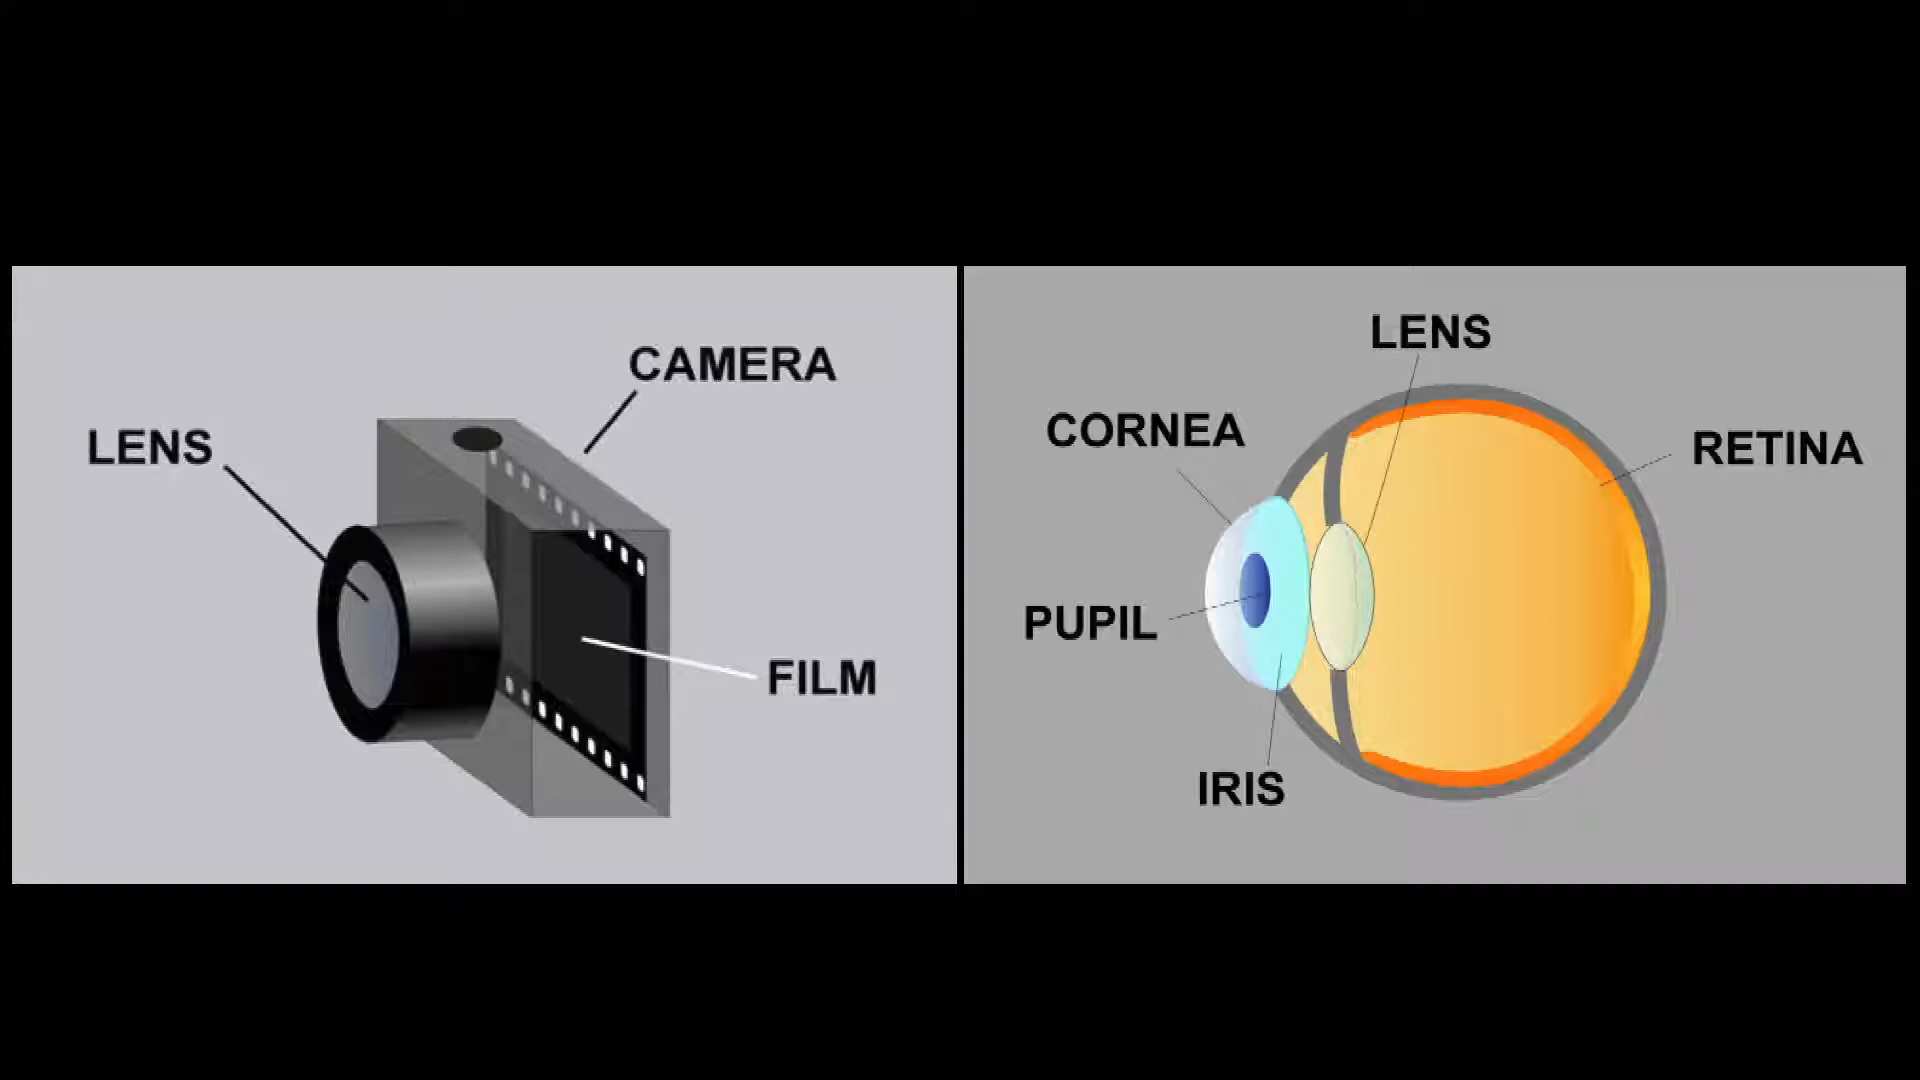 CAMERA
LENS
FILM
LENS
CORNEA
RETINA
PUPIL
IRIS